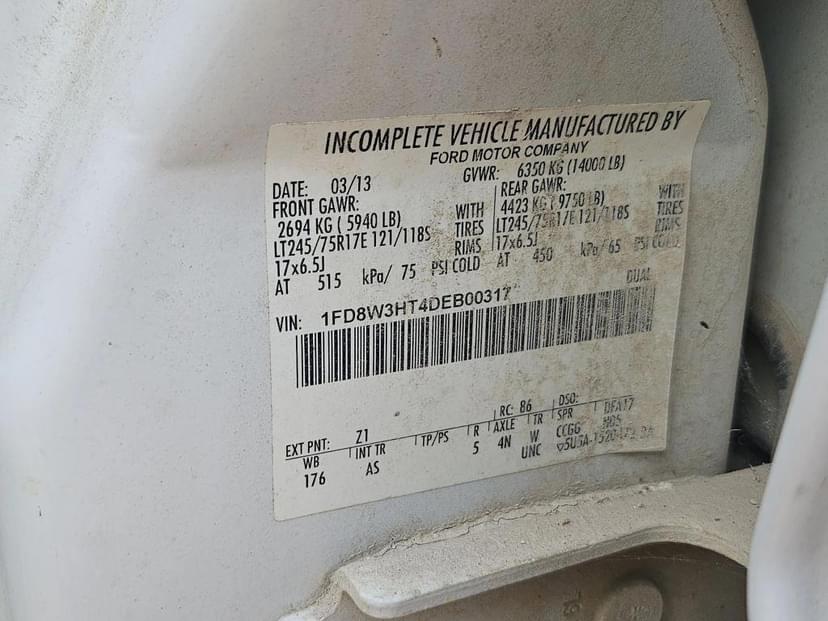 INCOMPLETE VEHICLE MANUFACTURED BY
FORD MOTOR COMPANY
DATE: 03/13 GVWR: 6350 KG (14000 LB)
FRONT GAWR: REAR GAWR:
2694 KG ( 5940 LB) WITH 4423 KG ( 9750 LB) WITH
LT245/75R17E 121/118S TIRES LT245/75R17E 121/118S TIRES
17x6.5J RIMS 17x6.5J RIMS
AT 515 kPa/ 75 PSI COLD AT 450 kPa/ 65 PSI COLD
DUAL
VIN: 1FD8W3HT4DEB00317
EXT PNT: Z1 RC: 86 DSO:
WB INT TR TP/PS R AXLE TR SPR DFA17
176 AS 5 4N W CCGG
UNC